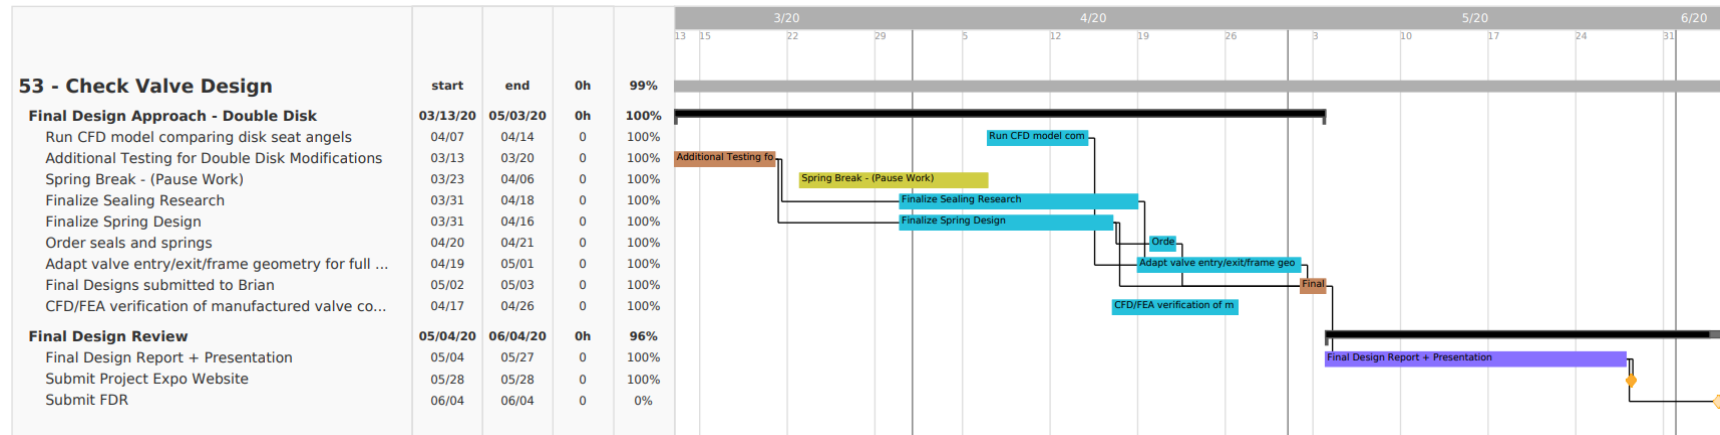 3/20 4/20 5/20 6/20
13 15 22 29 5 12 19 26 3 10 17 24 31
53 - Check Valve Design start end 0h 99%
Final Design Approach - Double Disk 03/13/20 05/03/20 0h 100%
Run CFD model comparing disk seat angels 04/07 04/14 0 100% Run CFD model com
Additional Testing for Double Disk Modifications 03/13 03/20 0 100% Additional Testing fo
Spring Break - (Pause Work) 03/23 04/06 0 100% Spring Break - (Pause Work)
Finalize Sealing Research 03/31 04/18 0 100% Finalize Sealing Research
Finalize Spring Design 03/31 04/16 0 100% Finalize Spring Design
Order seals and springs 04/20 04/21 0 100% Orde
Adapt valve entry/exit/frame geometry for full ... 04/19 05/01 0 100% Adapt valve entry/exit/frame geo
Final Designs submitted to Brian 05/02 05/03 0 100% Final
CFD/FEA verification of manufactured valve co... 04/17 04/26 0 100% CFD/FEA verification of m
Final Design Review 05/04/20 06/04/20 0h 96%
Final Design Report + Presentation 05/04 05/27 0 100% Final Design Report + Presentation
Submit Project Expo Website 05/28 05/28 0 100%
Submit FDR 06/04 06/04 0 0%